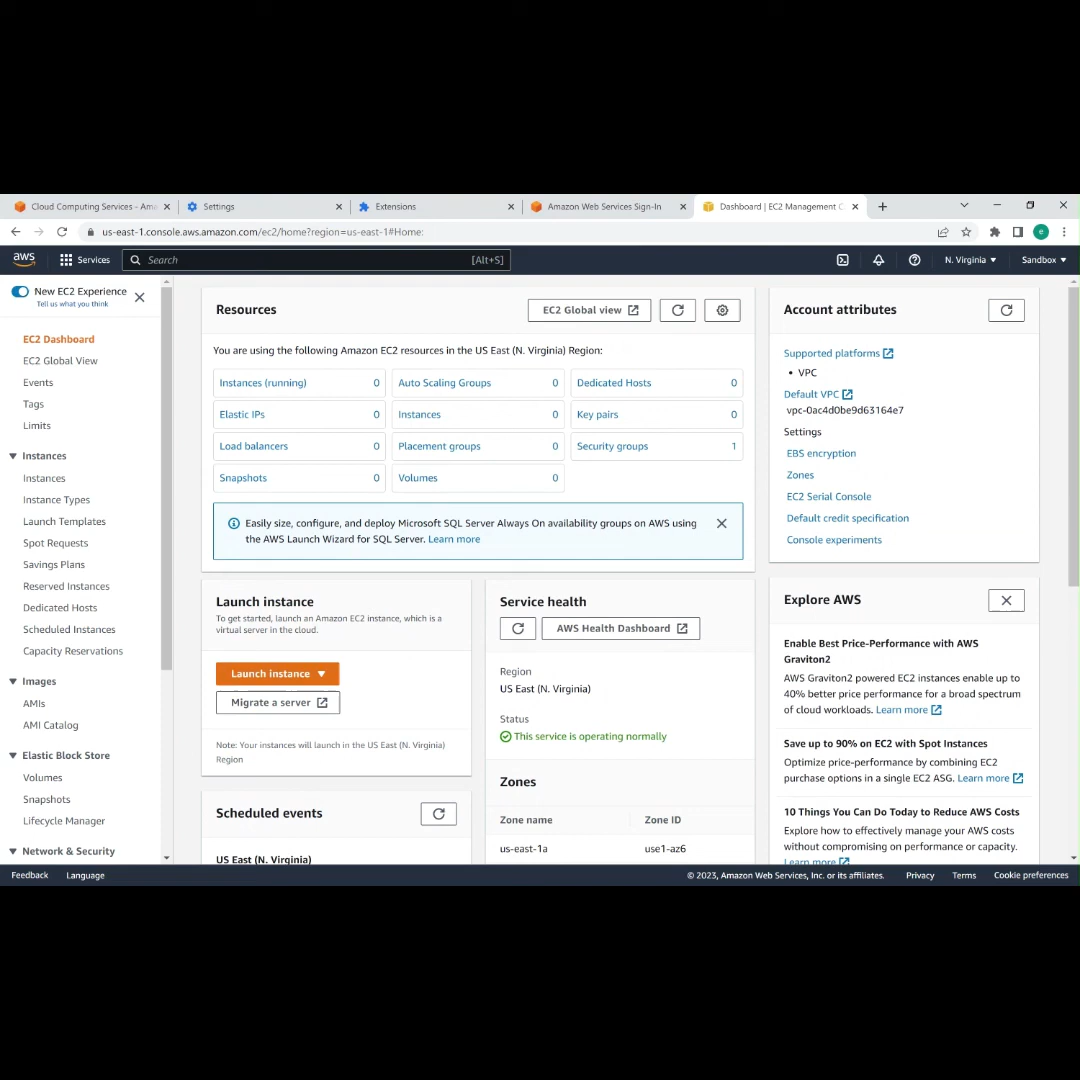 Cloud Computing Services - Ama
Settings
Extensions
Amazon Web Services Sign-In
Dashboard | EC2 Management C
us-east-1.console.aws.amazon.com/ec2/home?region=us-east-1#Home:
e
aws
Services
Search
[Alt+S]
N. Virginia
Sandbox
New EC2 Experience
Tell us what you think
EC2 Dashboard
EC2 Global View
Events
Tags
Limits
Instances
Instances
Instance Types
Launch Templates
Spot Requests
Savings Plans
Reserved Instances
Dedicated Hosts
Scheduled Instances
Capacity Reservations
Images
AMIs
AMI Catalog
Elastic Block Store
Volumes
Snapshots
Lifecycle Manager
Network & Security
Resources
EC2 Global view
You are using the following Amazon EC2 resources in the US East (N. Virginia) Region:
Instances (running) 0
Auto Scaling Groups 0
Dedicated Hosts 0
Elastic IPs 0
Instances 0
Key pairs 0
Load balancers 0
Placement groups 0
Security groups 1
Snapshots 0
Volumes 0
Easily size, configure, and deploy Microsoft SQL Server Always On availability groups on AWS using
the AWS Launch Wizard for SQL Server. Learn more
Launch instance
To get started, launch an Amazon EC2 instance, which is a
virtual server in the cloud.
Launch instance
Migrate a server
Note: Your instances will launch in the US East (N. Virginia)
Region
Scheduled events
US East (N. Virginia)
Service health
AWS Health Dashboard
Region
US East (N. Virginia)
Status
This service is operating normally
Zones
Zone name
Zone ID
us-east-1a
use1-az6
Account attributes
Supported platforms
• VPC
Default VPC
vpc-0ac4d0be9d63164e7
Settings
EBS encryption
Zones
EC2 Serial Console
Default credit specification
Console experiments
Explore AWS
Enable Best Price-Performance with AWS
Graviton2
AWS Graviton2 powered EC2 instances enable up to
40% better price performance for a broad spectrum
of cloud workloads. Learn more
Save up to 90% on EC2 with Spot Instances
Optimize price-performance by combining EC2
purchase options in a single EC2 ASG. Learn more
10 Things You Can Do Today to Reduce AWS Costs
Explore how to effectively manage your AWS costs
without compromising on performance or capacity.
Learn more
Feedback
Language
© 2023, Amazon Web Services, Inc. or its affiliates.
Privacy
Terms
Cookie preferences